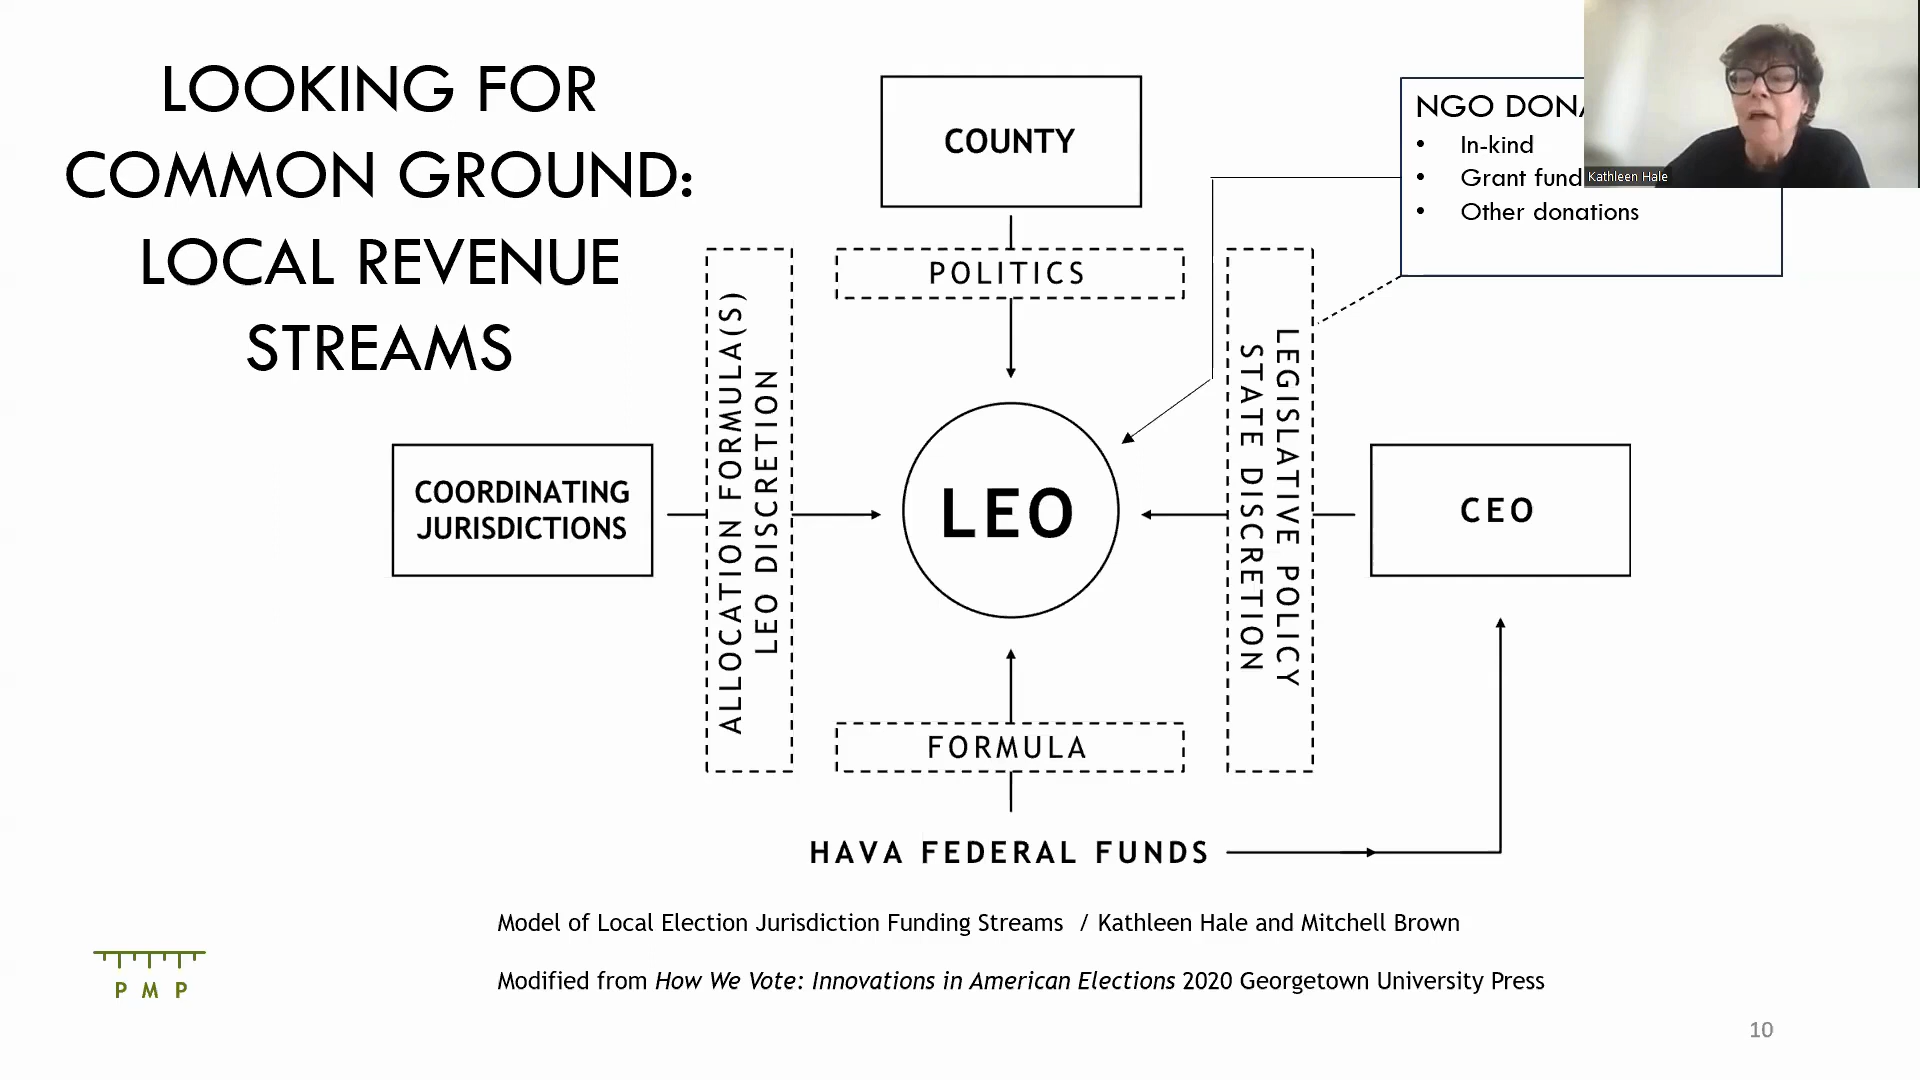 LOOKING FOR
COMMON GROUND:
LOCAL REVENUE
STREAMS
COUNTY
NGO
In-kind
Grant
Other donations
Kathleen Hale
POLITICS
ALLOCATION FORMULA(S)
LEO DISCRETION
LEGISLATIVE POLICY
STATE DISCRETION
COORDINATING
JURISDICTIONS
LEO
CEO
FORMULA
HAVA FEDERAL FUNDS
Model of Local Election Jurisdiction Funding Streams / Kathleen Hale and Mitchell Brown
Modified from How We Vote: Innovations in American Elections 2020 Georgetown University Press
P M P
10